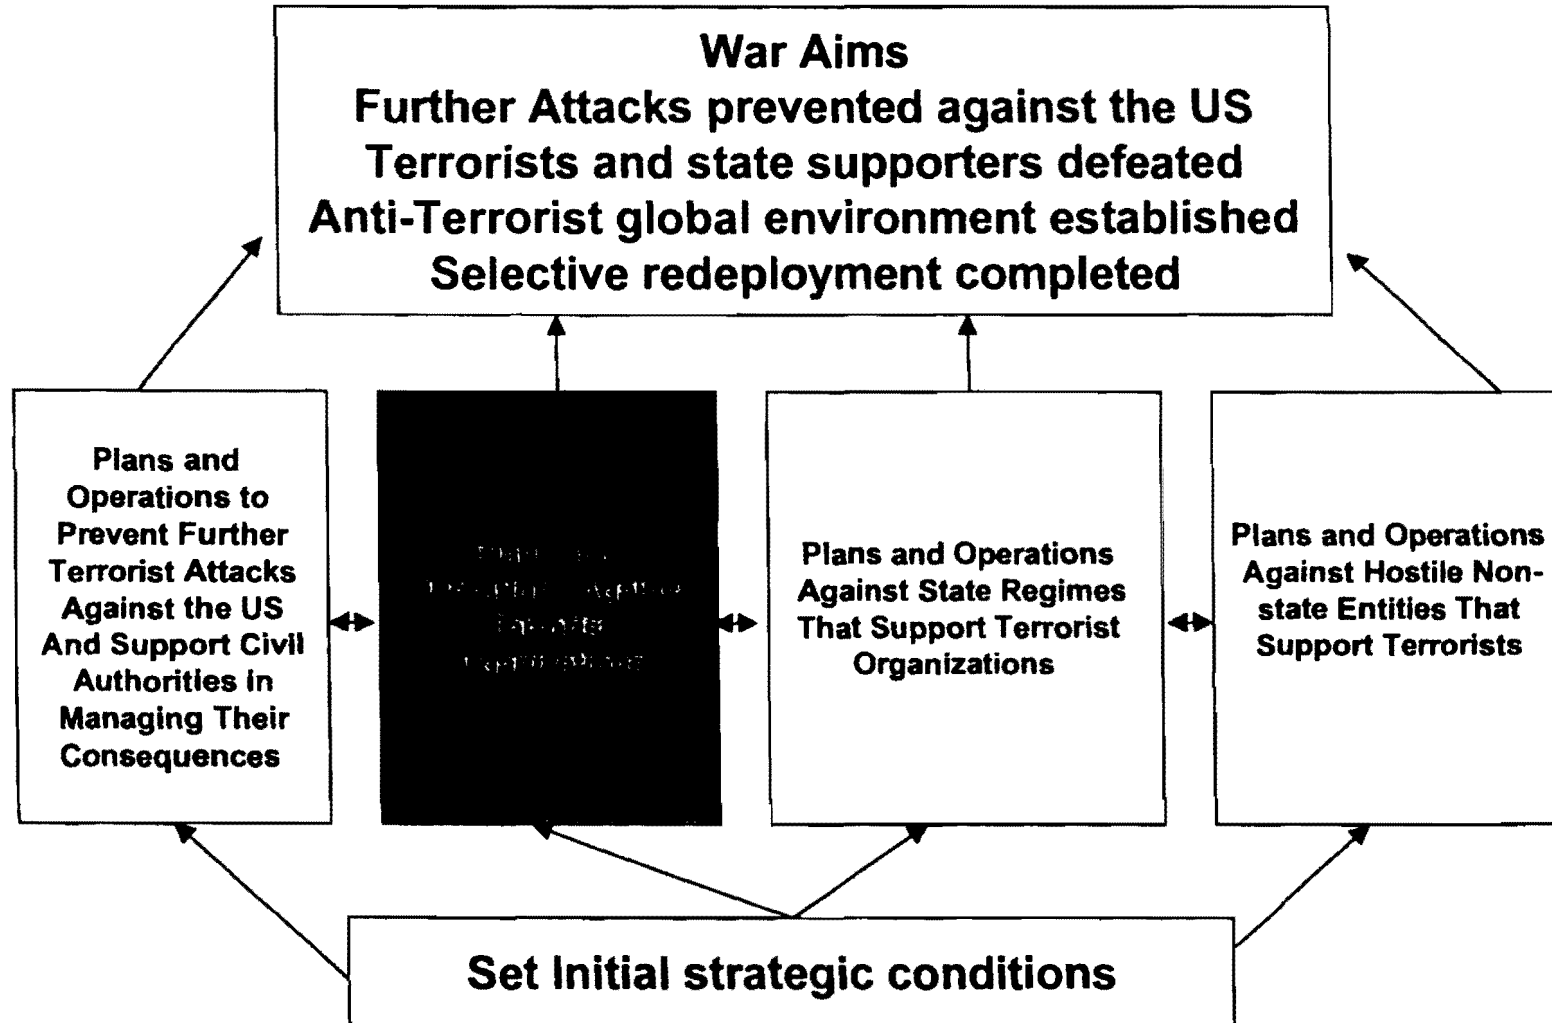 War Aims
Further Attacks prevented against the US
Terrorists and state supporters defeated
Anti-Terrorist global environment established
Selective redeployment completed
Plans and
Operations to
Prevent Further
Terrorist Attacks
Against the US
And Support Civil
Authorities in
Managing Their
Consequences
Plans and Operations
Against State Regimes
That Support Terrorist
Organizations
Plans and Operations
Against Hostile Non-
state Entities That
Support Terrorists
Set Initial strategic conditions